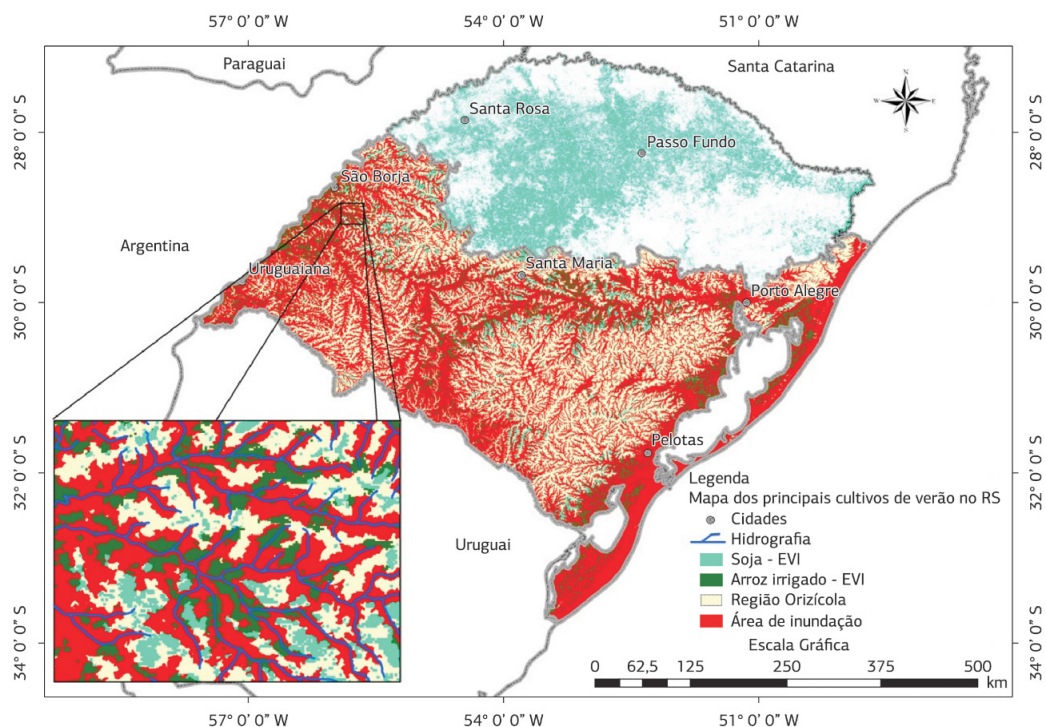 57° 0' 0" W
54° 0' 0" W
51° 0' 0" W
Paraguai
Santa Catarina
N
W
E
S
28° 0' 0" S
28° 0' 0" S
Santa Rosa
Passo Fundo
São Borja
Argentina
Uruguaiana
Santa Maria
Porto Alegre
30° 0' 0" S
30° 0' 0" S
Pelotas
32° 0' 0" S
32° 0' 0" S
Uruguai
Legenda
Mapa dos principais cultivos de verão no RS
Cidades
Hidrografia
Soja - EVI
Arroz irrigado - EVI
Região Orizícola
Área de inundação
Escala Gráfica
0 62,5 125 250 375 500
km
34° 0' 0" S
34° 0' 0" S
57° 0' 0" W
54° 0' 0" W
51° 0' 0" W